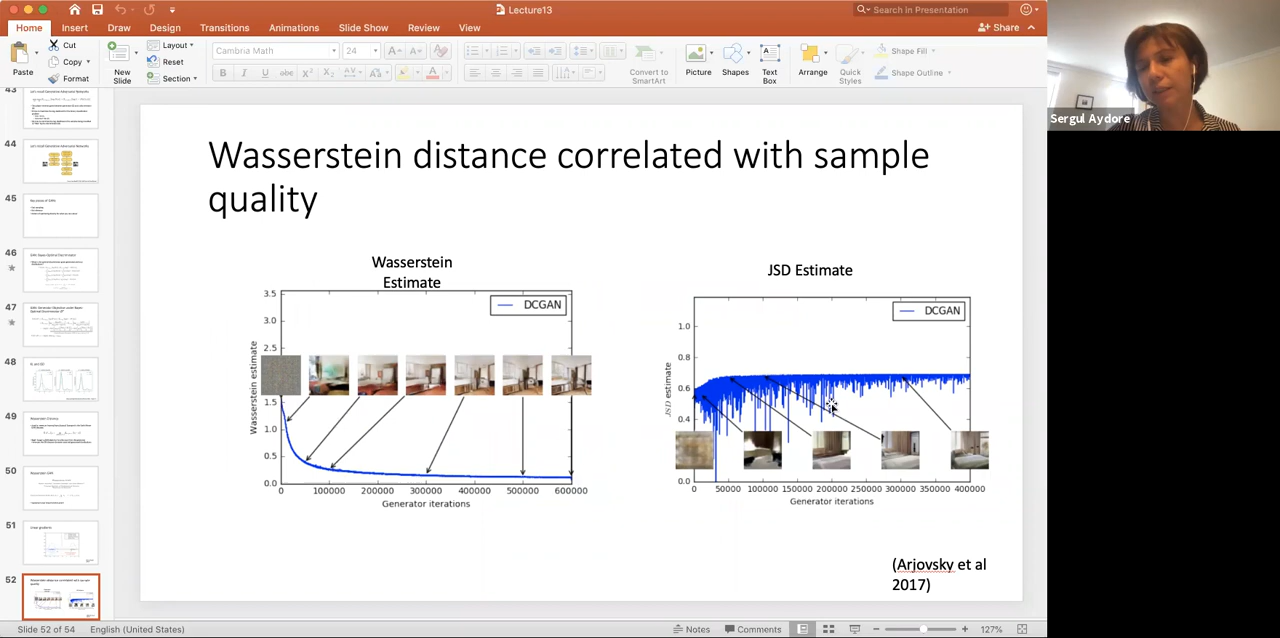 Lecture13
Search in Presentation
Home Insert Draw Design Transitions Animations Slide Show Review View
Share
Paste
Cut
Copy
Format
New Slide
Layout
Reset
Section
Cambria Math 24
Convert to SmartArt
Picture
Shapes
Text Box
Arrange
Quick Styles
Shape Fill
Shape Outline
Sergul Aydore
43
44
45
46
47
48
49
50
51
52
Wasserstein distance correlated with sample
quality
Wasserstein
Estimate
DCGAN
Wasserstein estimate
3.5
3.0
2.5
1.5
1.0
0.5
0.0
0 100000 200000 300000 400000 500000 600000
Generator iterations
JSD Estimate
DCGAN
JSD estimate
1.0
0.8
0.6
0.4
0.0
0 50000 100000 150000 200000 250000 300000 350000 400000
Generator iterations
(Arjovsky et al
2017)
Slide 52 of 54 English (United States)
Notes Comments 127%